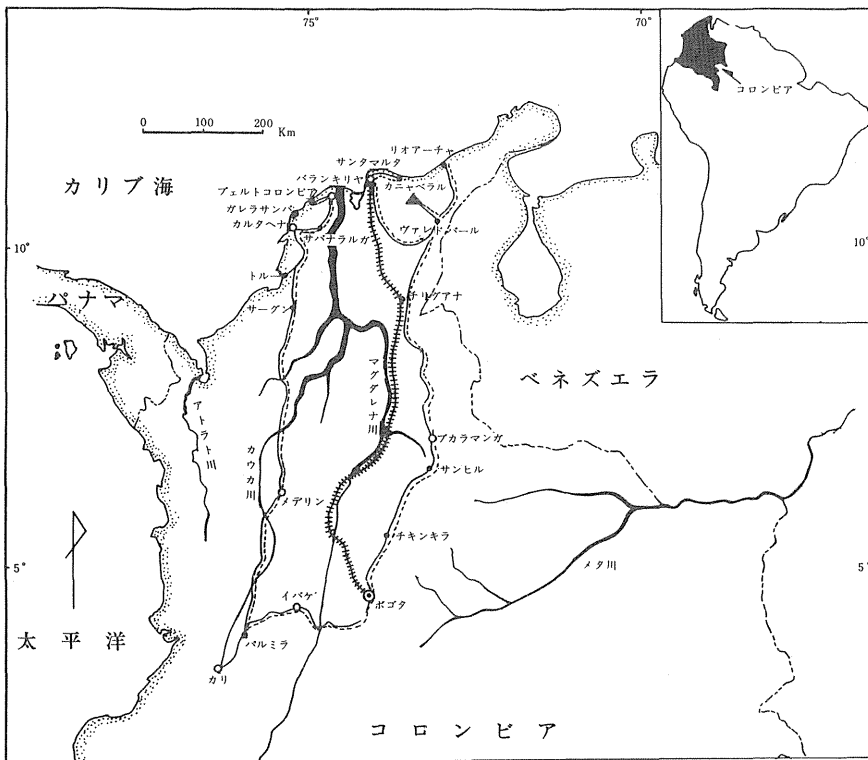 75°
70°
コロンビア
0 100 200 Km
リオアーチャ
サンタマルタ
バランキリヤ
カニャベラル
カリブ海
プェルトコロンビア
ガレラサンバ
カルタヘナ
サバナラルガ
ヴァレドパール
10°
10°
トルー
チリグアナ
パナマ
サーグン
マグダレナ川
ベネズエラ
アトラト川
ブカラマンガ
カウカ川
サンヒル
メデリン
チキンキラ
5°
メタ川
5°
イバゲ
ボゴタ
太平洋
パルミラ
カリ
コロンビア